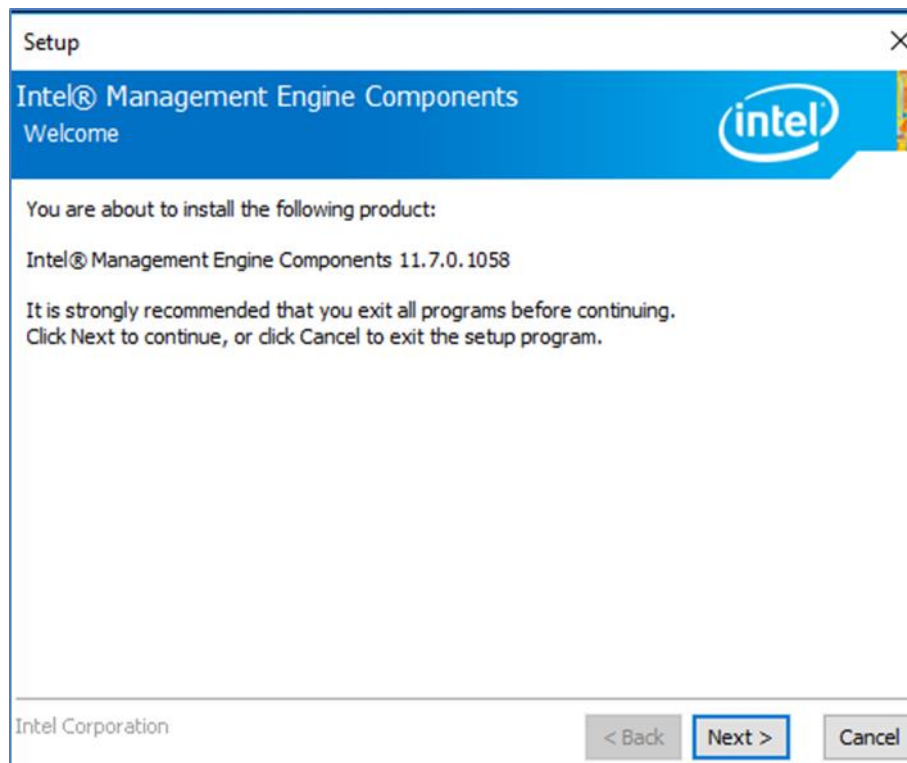 Setup
Intel® Management Engine Components
Welcome
intel
You are about to install the following product:
Intel® Management Engine Components 11.7.0.1058
It is strongly recommended that you exit all programs before continuing.
Click Next to continue, or click Cancel to exit the setup program.
Intel Corporation
< Back Next > Cancel